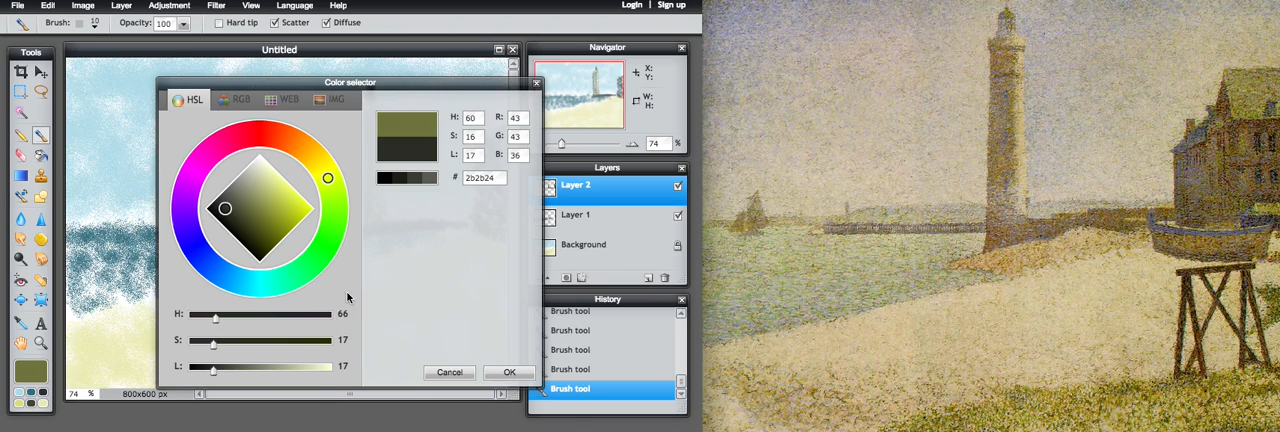 File Edit Image Layer Adjustment Filter View Language Help Login | Sign up
Brush: 10 Opacity: 100 Hard tip Scatter Diffuse
Tools
Untitled
Navigator
X:
Y:
W:
H:
74 %
Color selector
HSL RGB WEB IMG
H: 60 R: 43
S: 16 G: 43
L: 17 B: 36
# 2b2b24
H: 66
S: 17
L: 17
Cancel OK
Layers
Layer 2
Layer 1
Background
History
Brush tool
Brush tool
Brush tool
Brush tool
Brush tool
A
74 % 800x600 px